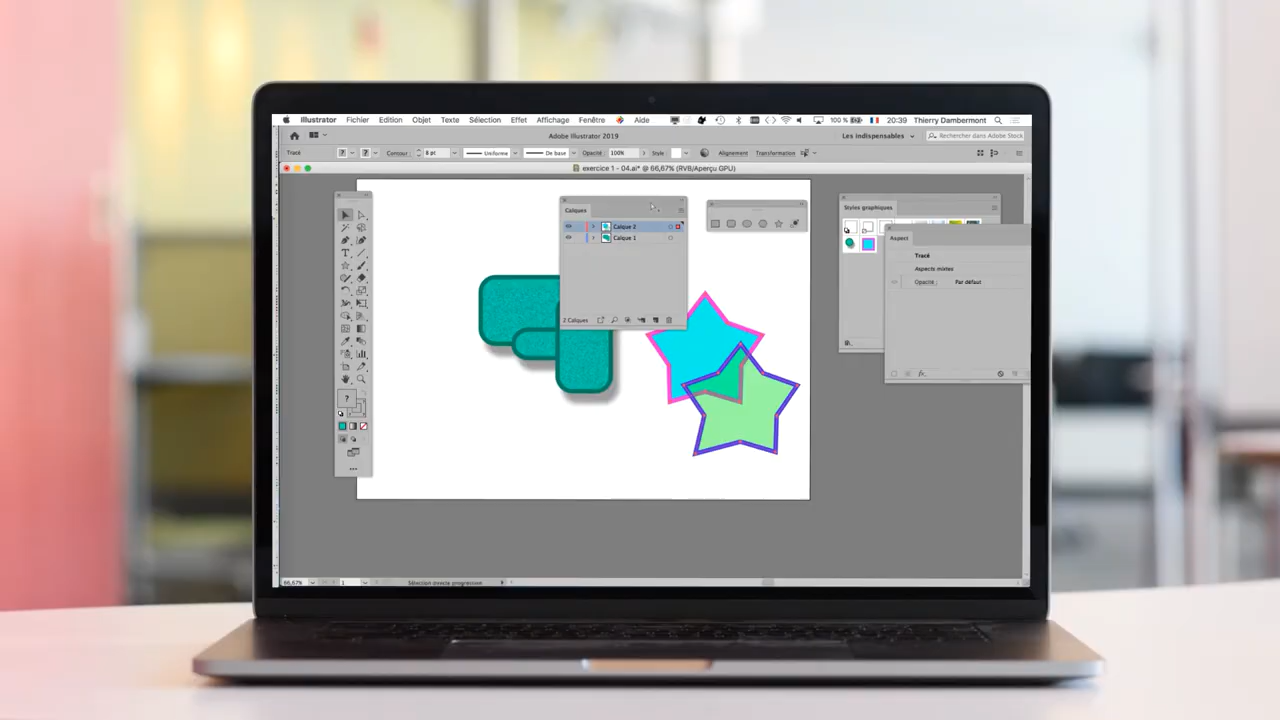 Illustrator Fichier Edition Objet Texte Sélection Effet Affichage Fenêtre Aide 100 % 20:39 Thierry Dambermont
Adobe Illustrator 2019 Les indispensables Rechercher dans Adobe Stock
Tracé ? ? Contour : 8 pt Uniforme De base Opacité : 100% Style : Alignement Transformation
exercice 1 - 04.ai* @ 66,67% (RVB/Aperçu GPU)
Calques
Calque 2
Calque 1
2 Calques
Styles graphiques
Aspect
Tracé
Aspects mixtes
Opacité : Par défaut
fx
T
?
66,67% 1 Sélection directe progressive